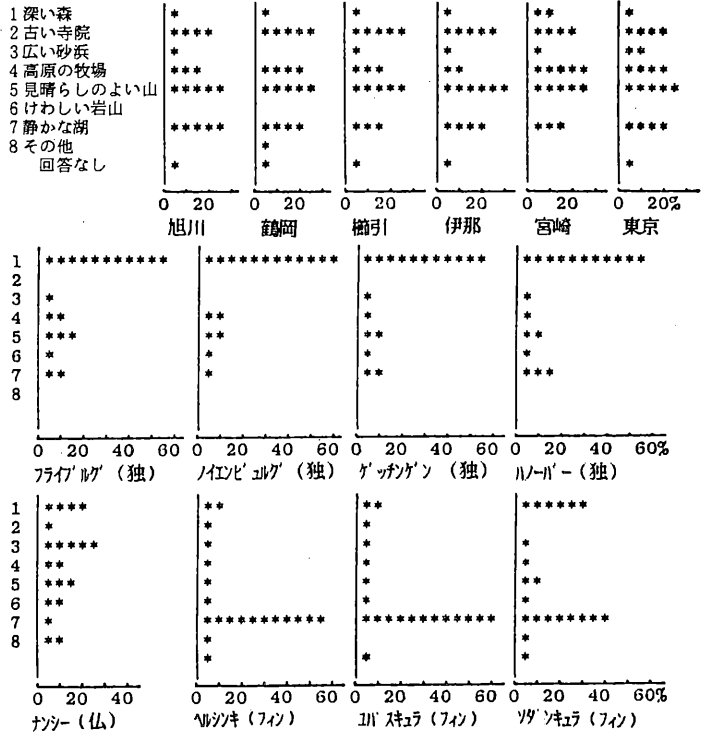 1 深い森
2 古い寺院
3 広い砂浜
4 高原の牧場
5 見晴らしのよい山
6 けわしい岩山
7 静かな湖
8 その他
回答なし
0 20 0 20 0 20 0 20 0 20 0 20%
旭川 鶴岡 櫛引 伊那 宮崎 東京
1
2
3
4
5
6
7
8
0 20 40 60 0 20 40 60 0 20 40 60 0 20 40 60%
フライブルグ (独) ノイエンビュルグ (独) ゲッチンゲン (独) ハノーバー (独)
1
2
3
4
5
6
7
8
0 20 40 0 20 40 60 0 20 40 60 0 20 40 60%
ナンシー (仏) ヘルシンキ (フィン) ユバスキュラ (フィン) ソダンキュラ (フィン)